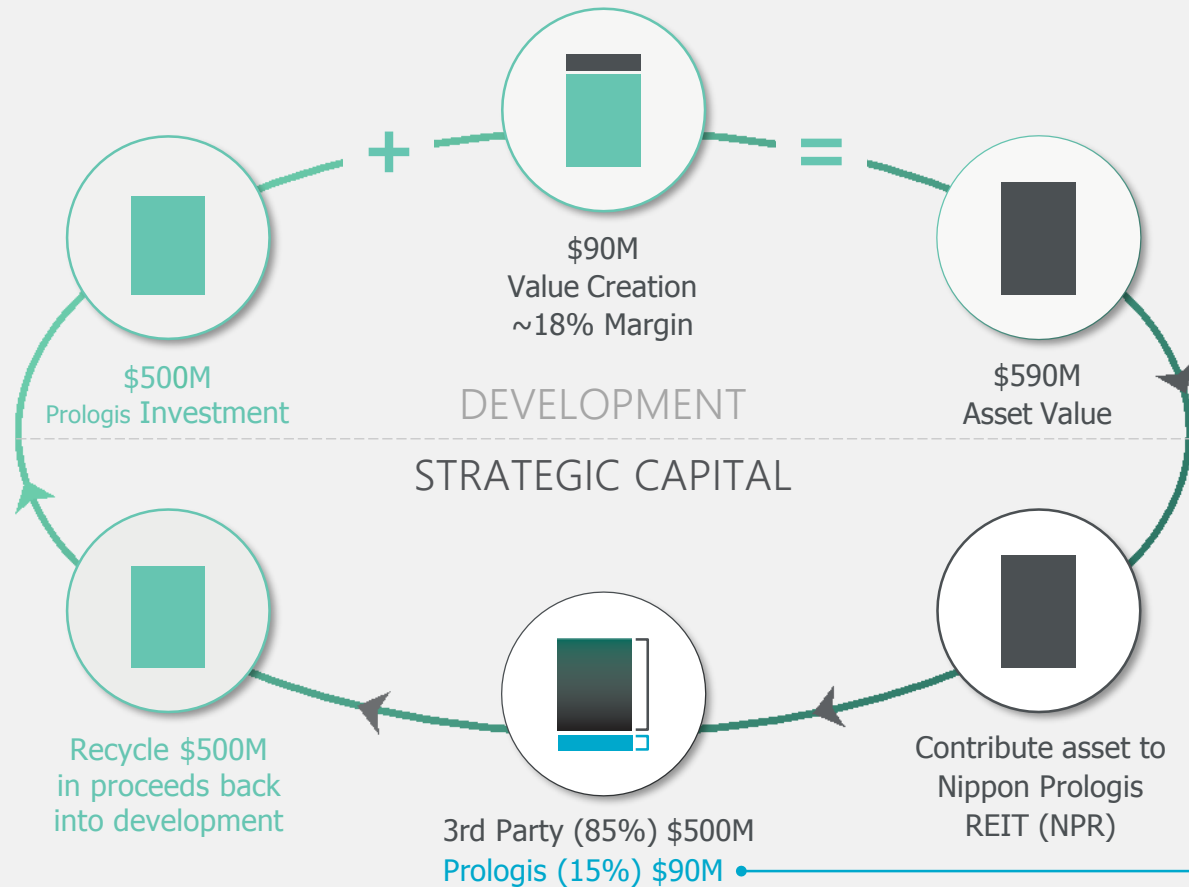 +
=
$90M
Value Creation
~18% Margin
$500M
Prologis Investment
$590M
Asset Value
DEVELOPMENT
STRATEGIC CAPITAL
Recycle $500M
in proceeds back
into development
3rd Party (85%) $500M
Prologis (15%) $90M
Contribute asset to
Nippon Prologis
REIT (NPR)